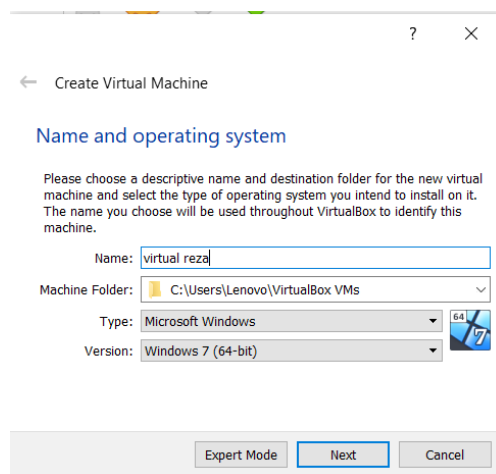 ?
Create Virtual Machine
Name and operating system
Please choose a descriptive name and destination folder for the new virtual
machine and select the type of operating system you intend to install on it.
The name you choose will be used throughout VirtualBox to identify this
machine.
Name: virtual reza
Machine Folder: C:\Users\Lenovo\VirtualBox VMs
Type: Microsoft Windows
64
Version: Windows 7 (64-bit)
7
Expert Mode Next Cancel